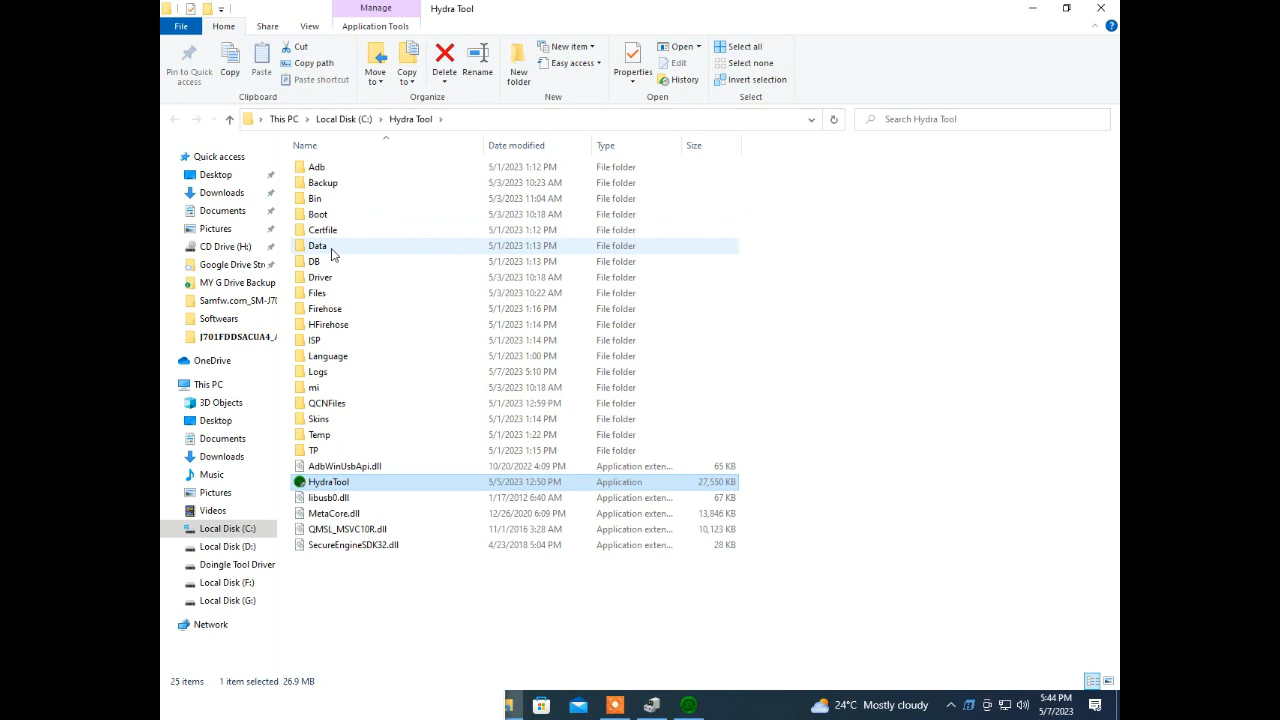 Manage
Hydra Tool
File Home Share View Application Tools
Pin to Quick access
Copy
Paste
Cut
Copy path
Paste shortcut
Move to
Copy to
Delete
Rename
New folder
New item
Easy access
Properties
Open
Edit
History
Select all
Select none
Invert selection
Clipboard Organize New Open Select
This PC > Local Disk (C:) > Hydra Tool >
Search Hydra Tool
Name Date modified Type Size
Quick access
Desktop
Downloads
Documents
Pictures
CD Drive (H:)
Google Drive Str
MY G Drive Backup
Samfw.com_SM-J70
Softwears
J701FDDSACUA4_
OneDrive
This PC
3D Objects
Desktop
Documents
Downloads
Music
Pictures
Videos
Local Disk (C:)
Local Disk (D:)
Doingle Tool Driver
Local Disk (F:)
Local Disk (G:)
Network
Adb 5/1/2023 1:12 PM File folder
Backup 5/3/2023 10:23 AM File folder
Bin 5/3/2023 11:04 AM File folder
Boot 5/3/2023 10:18 AM File folder
Certfile 5/1/2023 1:12 PM File folder
Data 5/1/2023 1:13 PM File folder
DB 5/1/2023 1:13 PM File folder
Driver 5/3/2023 10:18 AM File folder
Files 5/3/2023 10:22 AM File folder
Firehose 5/1/2023 1:16 PM File folder
HFirehose 5/1/2023 1:14 PM File folder
ISP 5/1/2023 1:14 PM File folder
Language 5/1/2023 1:00 PM File folder
Logs 5/7/2023 5:10 PM File folder
mi 5/3/2023 10:18 AM File folder
QCNFiles 5/1/2023 12:59 PM File folder
Skins 5/1/2023 1:14 PM File folder
Temp 5/1/2023 1:22 PM File folder
TP 5/1/2023 1:15 PM File folder
AdbWinUsbApi.dll 10/20/2022 4:09 PM Application exten... 65 KB
HydraTool 5/5/2023 12:50 PM Application 27,550 KB
libusb0.dll 1/17/2012 6:40 AM Application exten... 67 KB
MetaCore.dll 12/26/2020 6:09 PM Application exten... 13,846 KB
QMSL_MSVC10R.dll 11/1/2016 3:28 AM Application exten... 10,123 KB
SecureEngineSDK32.dll 4/23/2018 5:04 PM Application exten... 28 KB
25 items 1 item selected 26.9 MB
24°C Mostly cloudy
5:44 PM
5/7/2023